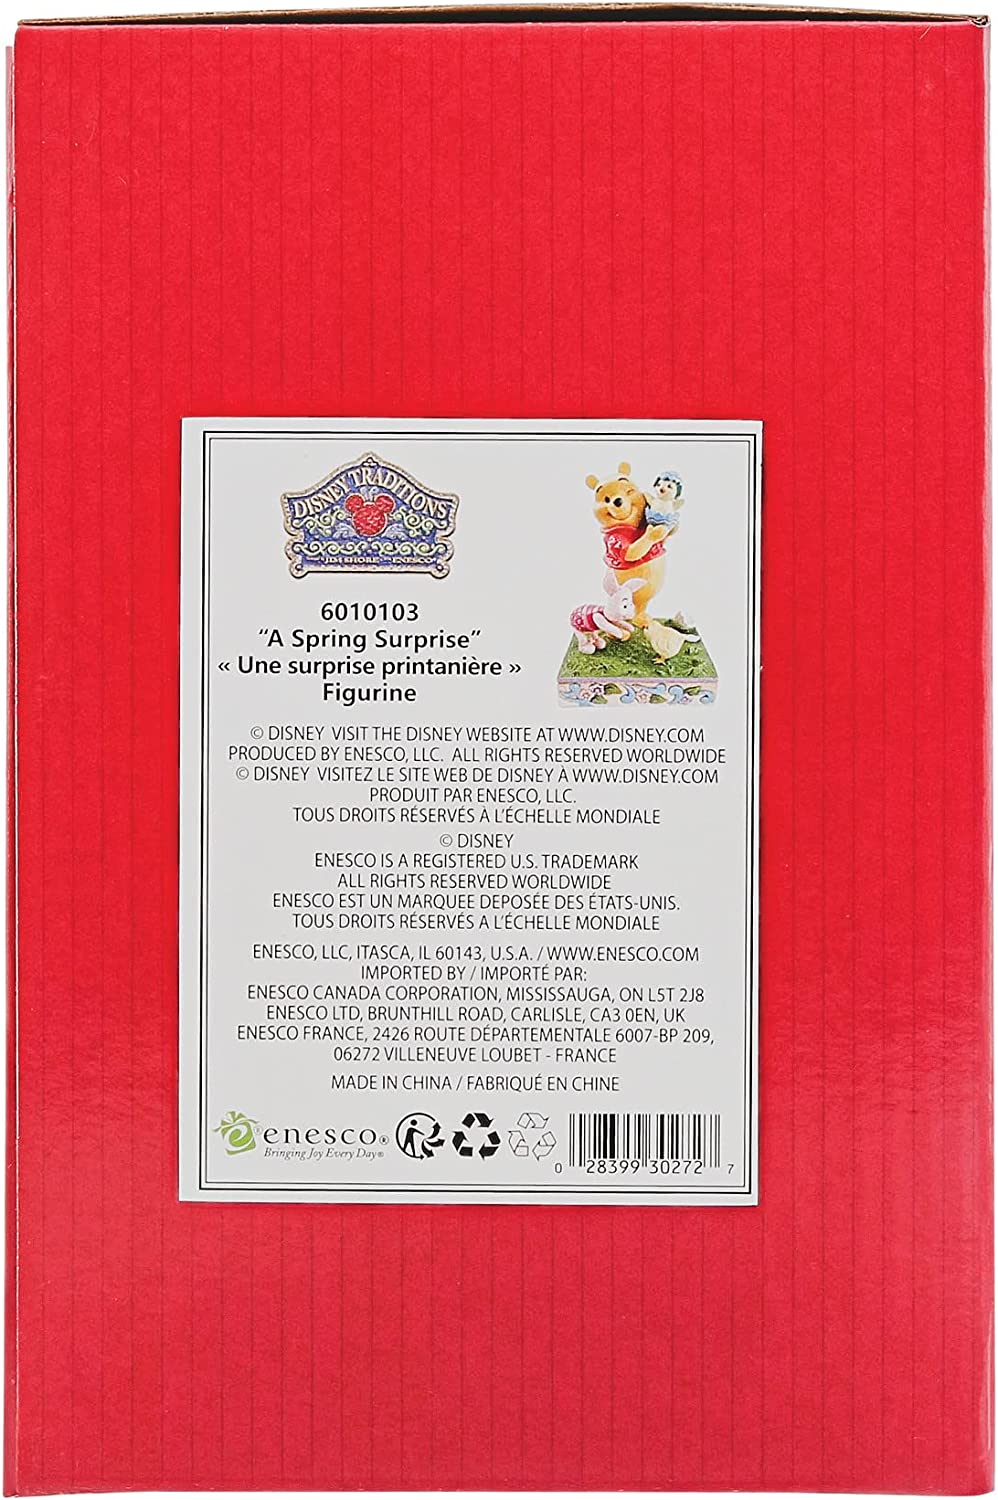 DISNEY TRADITIONS
6010103
“A Spring Surprise”
« Une surprise printanière »
Figurine
© DISNEY VISIT THE DISNEY WEBSITE AT WWW.DISNEY.COM
PRODUCED BY ENESCO, LLC. ALL RIGHTS RESERVED WORLDWIDE
© DISNEY VISITEZ LE SITE WEB DE DISNEY À WWW.DISNEY.COM
PRODUIT PAR ENESCO, LLC.
TOUS DROITS RÉSERVÉS À L’ÉCHELLE MONDIALE
© DISNEY
ENESCO IS A REGISTERED U.S. TRADEMARK
ALL RIGHTS RESERVED WORLDWIDE
ENESCO EST UN MARQUEE DEPOSÉE DES ÉTATS-UNIS.
TOUS DROITS RÉSERVÉS A L’ÉCHELLE MONDIALE
ENESCO, LLC, ITASCA, IL 60143, U.S.A. / WWW.ENESCO.COM
IMPORTED BY / IMPORTÉ PAR:
ENESCO CANADA CORPORATION, MISSISSAUGA, ON L5T 2J8
ENESCO LTD, BRUNTHILL ROAD, CARLISLE, CA3 0EN, UK
ENESCO FRANCE, 2426 ROUTE DÉPARTEMENTALE 6007-BP 209,
06272 VILLENEUVE LOUBET - FRANCE
MADE IN CHINA / FABRIQUÉ EN CHINE
e® enesco®
Bringing Joy Every Day®
0 28399 30272 7